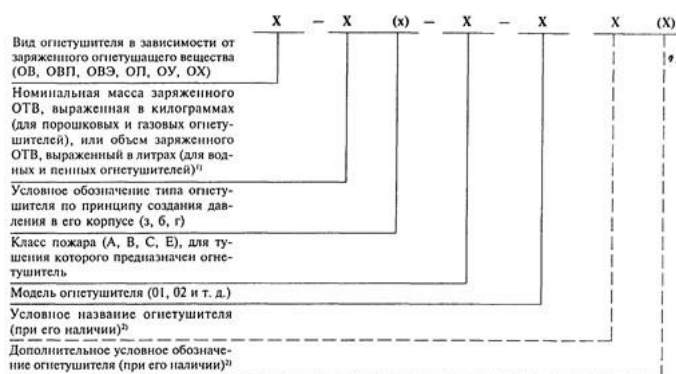 X – X (x) – X – X X (X)
Вид огнетушителя в зависимости от
заряженного огнетушащего вещества
(ОВ, ОВП, ОВЭ, ОП, ОУ, ОХ)
Номинальная масса заряженного
ОТВ, выраженная в килограммах
(для порошковых и газовых огнету-
шителей), или объем заряженного
ОТВ, выраженный в литрах (для вод-
ных и пенных огнетушителей)¹⁾
Условное обозначение типа огнету-
шителя по принципу создания дав-
ления в его корпусе (з, б, г)
Класс пожара (А, В, С, Е), для ту-
шения которого предназначен огне-
тушитель
Модель огнетушителя (01, 02 и т. д.)
Условное название огнетушителя
(при его наличии)²⁾
Дополнительное условное обозначе-
ние огнетушителя (при его наличии)²⁾